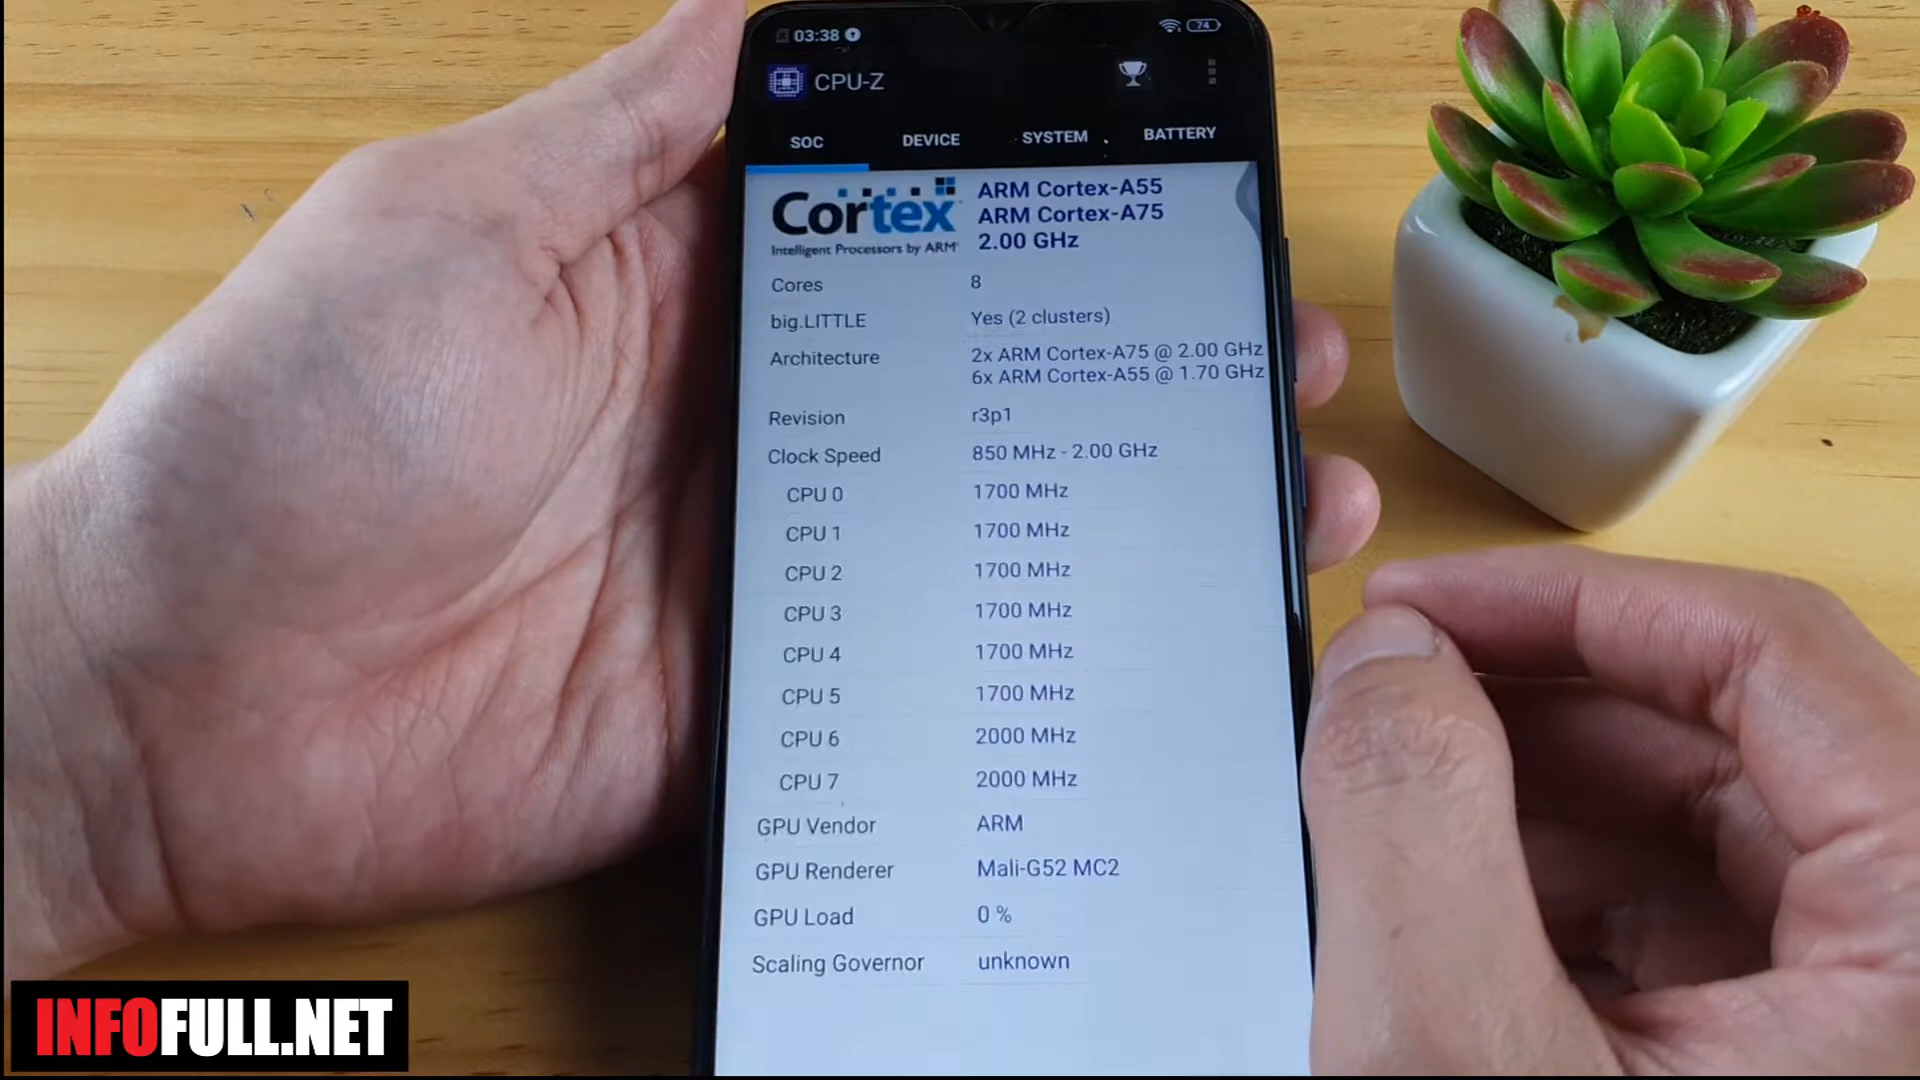 03:38
74
CPU-Z
SOC DEVICE SYSTEM BATTERY
Cortex
Intelligent Processors by ARM
ARM Cortex-A55
ARM Cortex-A75
2.00 GHz
Cores 8
big.LITTLE Yes (2 clusters)
Architecture 2x ARM Cortex-A75 @ 2.00 GHz
6x ARM Cortex-A55 @ 1.70 GHz
Revision r3p1
Clock Speed 850 MHz - 2.00 GHz
CPU 0 1700 MHz
CPU 1 1700 MHz
CPU 2 1700 MHz
CPU 3 1700 MHz
CPU 4 1700 MHz
CPU 5 1700 MHz
CPU 6 2000 MHz
CPU 7 2000 MHz
GPU Vendor ARM
GPU Renderer Mali-G52 MC2
GPU Load 0 %
Scaling Governor unknown
INFOFULL.NET